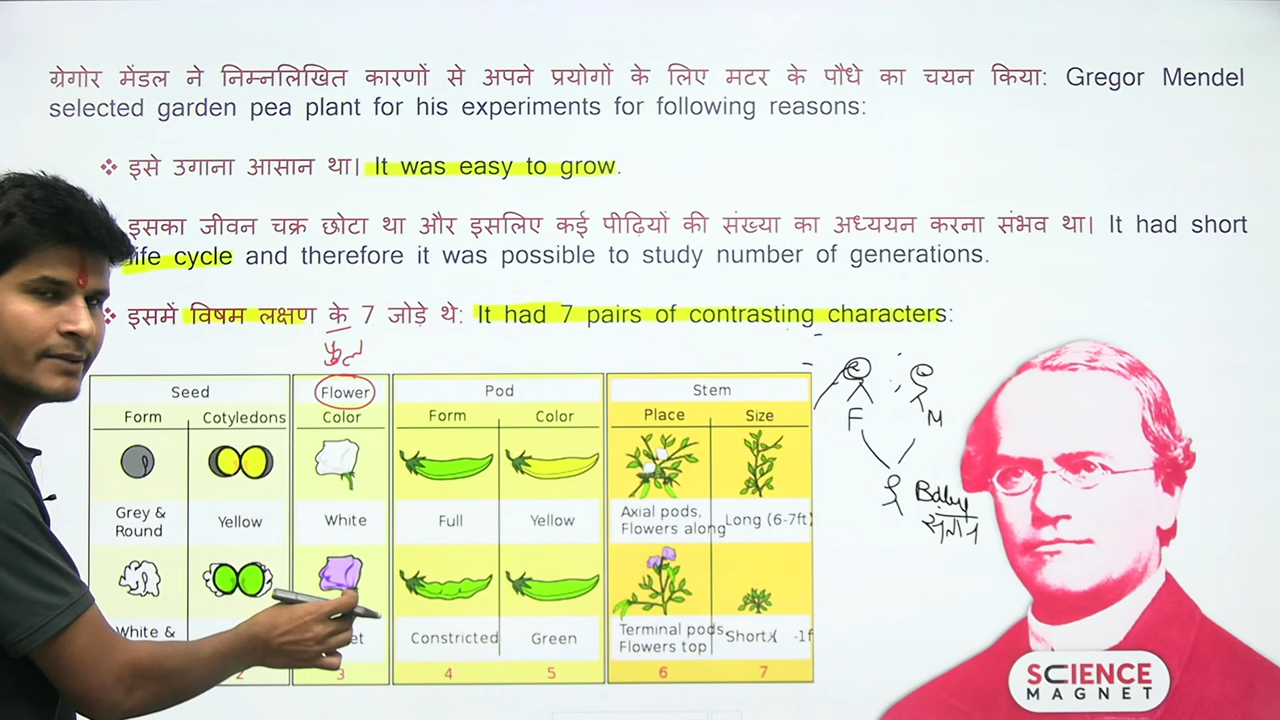 ग्रेगोर मेंडल ने निम्नलिखित कारणों से अपने प्रयोगों के लिए मटर के पौधे का चयन किया: Gregor Mendel
selected garden pea plant for his experiments for following reasons:
❖ इसे उगाना आसान था। It was easy to grow.
इसका जीवन चक्र छोटा था और इसलिए कई पीढ़ियों की संख्या का अध्ययन करना संभव था। It had short
life cycle and therefore it was possible to study number of generations.
❖ इसमें विषम लक्षण के 7 जोड़े थे: It had 7 pairs of contrasting characters:
फूल
Seed Flower Pod Stem
Form Cotyledons Color Form Color Place Size
Grey & Round Yellow White Full Yellow Axial pods, Flowers along Long (6-7ft)
White & Constricted Green Terminal pods, Flowers top Short -1f
2 3 4 5 6 7
F M
Baby
संतान
SCIENCE
MAGNET